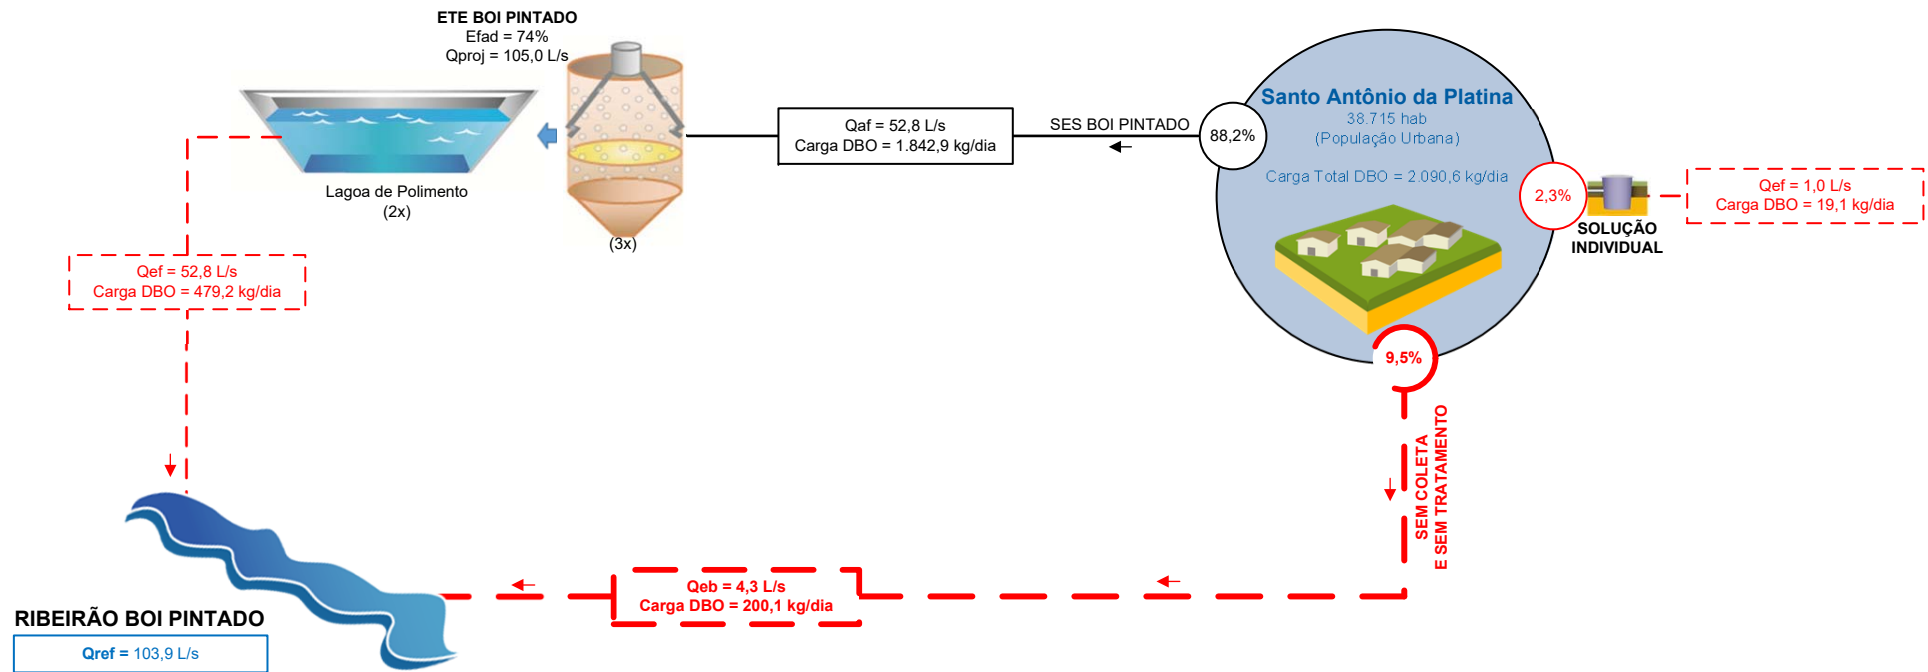 ETE BOI PINTADO
Efad = 74%
Qproj = 105,0 L/s
Lagoa de Polimento
(2x)
(3x)
Qaf = 52,8 L/s
Carga DBO = 1.842,9 kg/dia
SES BOI PINTADO
88,2%
Santo Antônio da Platina
38.715 hab
(População Urbana)
Carga Total DBO = 2.090,6 kg/dia
2,3%
SOLUÇÃO
INDIVIDUAL
Qef = 1,0 L/s
Carga DBO = 19,1 kg/dia
Qef = 52,8 L/s
Carga DBO = 479,2 kg/dia
9,5%
SEM COLETA
E SEM TRATAMENTO
Qeb = 4,3 L/s
Carga DBO = 200,1 kg/dia
RIBEIRÃO BOI PINTADO
Qref = 103,9 L/s